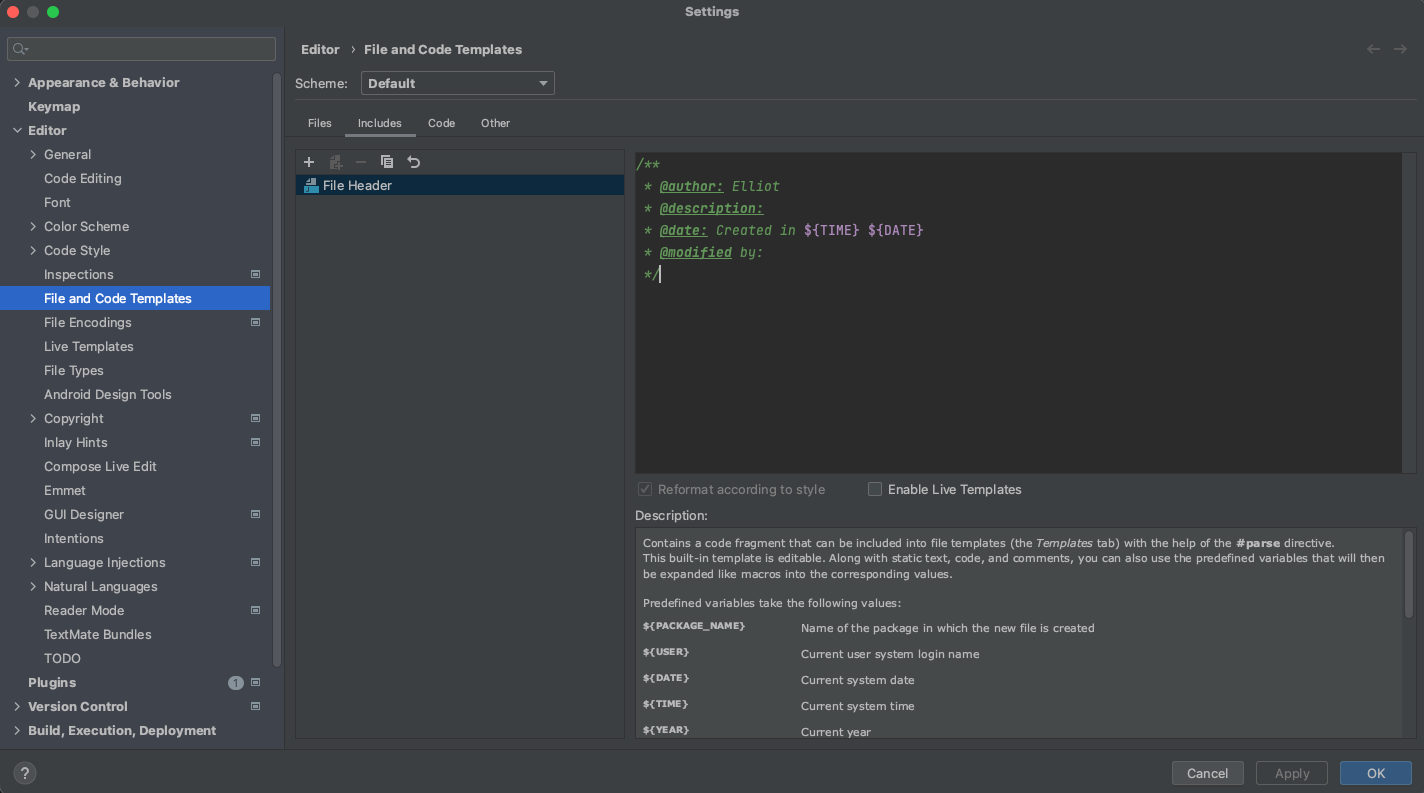 Settings
Appearance & Behavior
Keymap
Editor
General
Code Editing
Font
Color Scheme
Code Style
Inspections
File and Code Templates
File Encodings
Live Templates
File Types
Android Design Tools
Copyright
Inlay Hints
Compose Live Edit
Emmet
GUI Designer
Intentions
Language Injections
Natural Languages
Reader Mode
TextMate Bundles
TODO
Plugins 1
Version Control
Build, Execution, Deployment
?
Editor › File and Code Templates
Scheme: Default
Files Includes Code Other
File Header
/**
* @author: Elliot
* @description:
* @date: Created in ${TIME} ${DATE}
* @modified by:
*/
Reformat according to style Enable Live Templates
Description:
Contains a code fragment that can be included into file templates (the Templates tab) with the help of the #parse directive.
This built-in template is editable. Along with static text, code, and comments, you can also use the predefined variables that will then
be expanded like macros into the corresponding values.
Predefined variables take the following values:
${PACKAGE_NAME} Name of the package in which the new file is created
${USER} Current user system login name
${DATE} Current system date
${TIME} Current system time
${YEAR} Current year
Cancel Apply OK